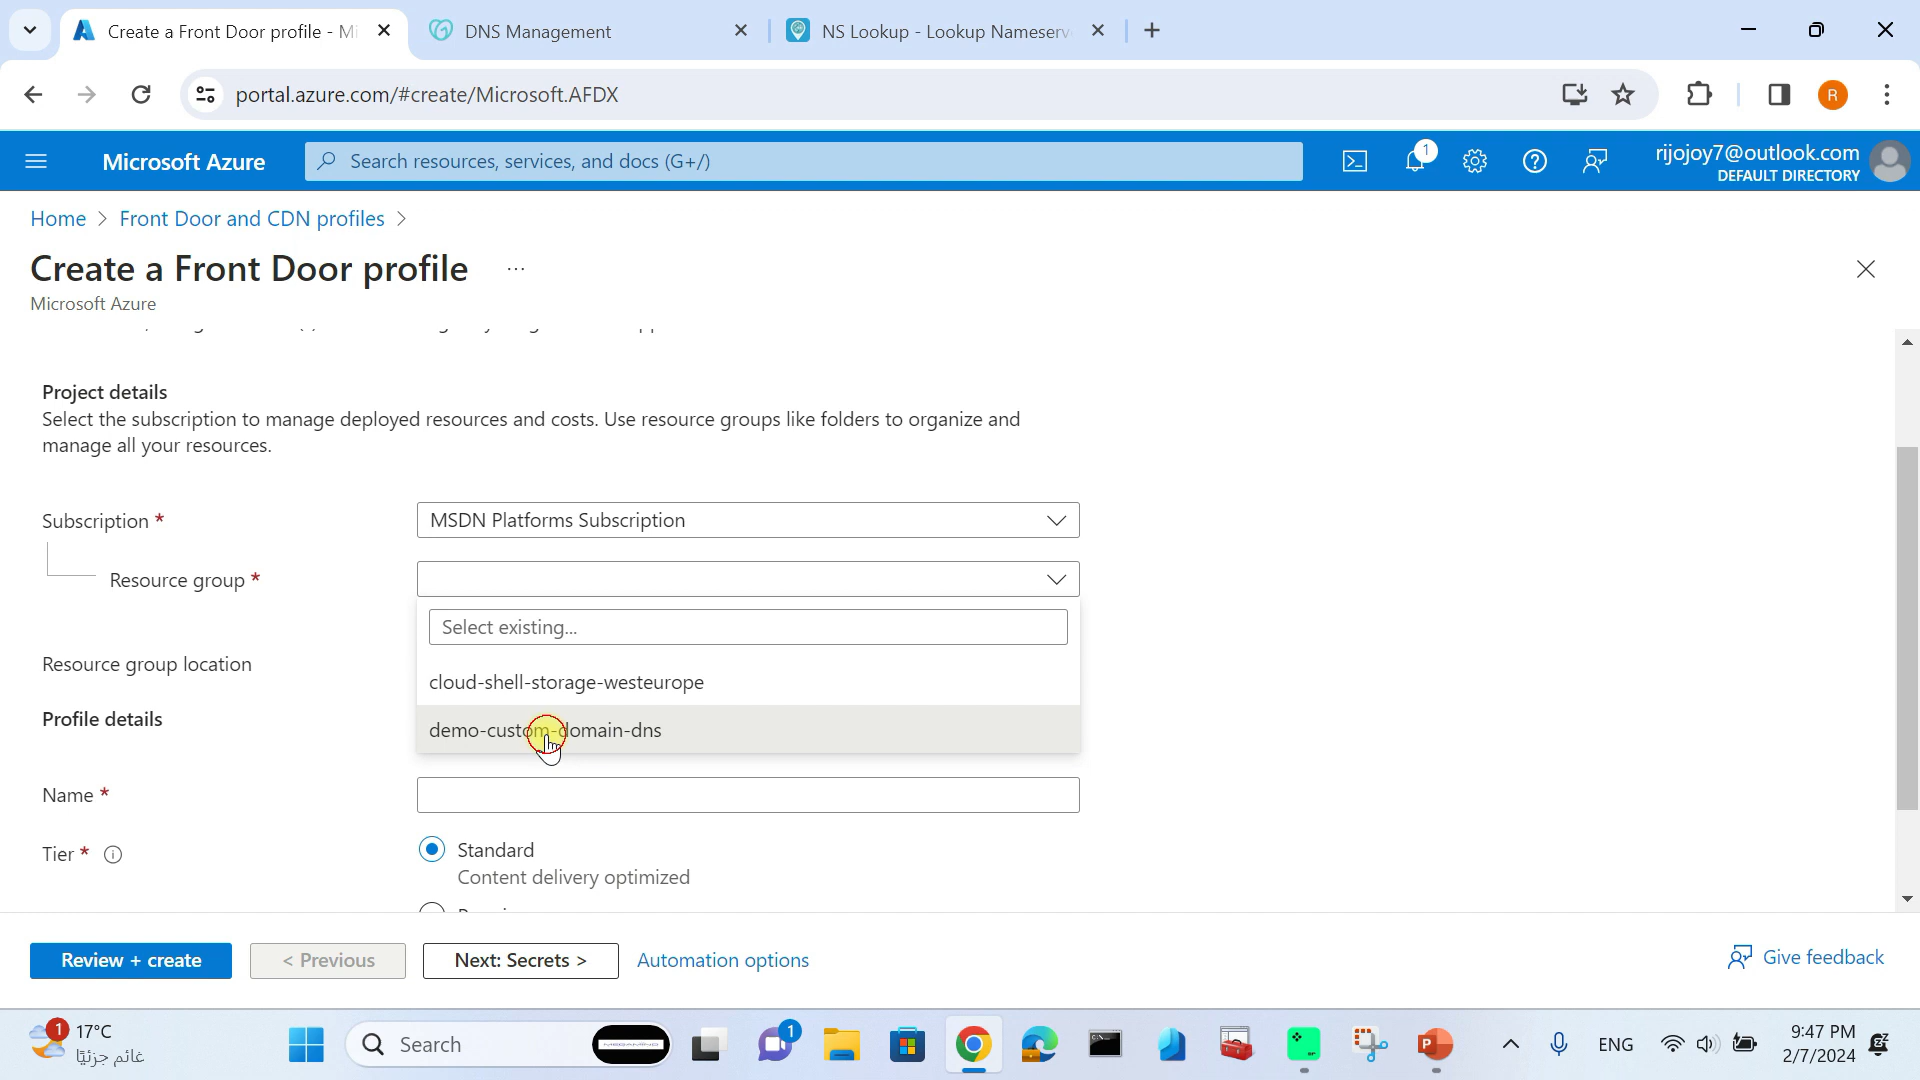 Create a Front Door profile - Mi
DNS Management
NS Lookup - Lookup Nameserv
portal.azure.com/#create/Microsoft.AFDX
R
Microsoft Azure
Search resources, services, and docs (G+/)
1
rijojoy7@outlook.com
DEFAULT DIRECTORY
Home > Front Door and CDN profiles >
Create a Front Door profile ...
Microsoft Azure
Project details
Select the subscription to manage deployed resources and costs. Use resource groups like folders to organize and
manage all your resources.
Subscription *
MSDN Platforms Subscription
Resource group *
Select existing...
cloud-shell-storage-westeurope
demo-custom-domain-dns
Resource group location
Profile details
Name *
Tier *
Standard
Content delivery optimized
Review + create
< Previous
Next: Secrets >
Automation options
Give feedback
1
17°C
غائم جزئيًا
Search
1
ENG
9:47 PM
2/7/2024